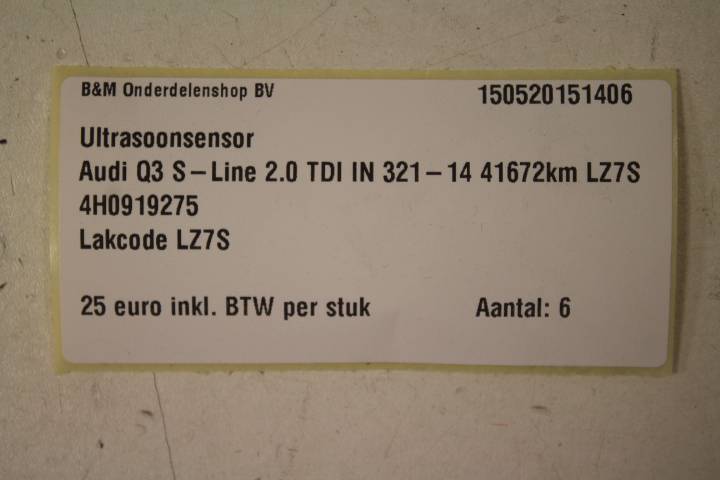 B&M Onderdelenshop BV 150520151406
Ultrasoonsensor
Audi Q3 S-Line 2.0 TDI IN 321-14 41672km LZ7S
4H0919275
Lakcode LZ7S
25 euro inkl. BTW per stuk Aantal: 6